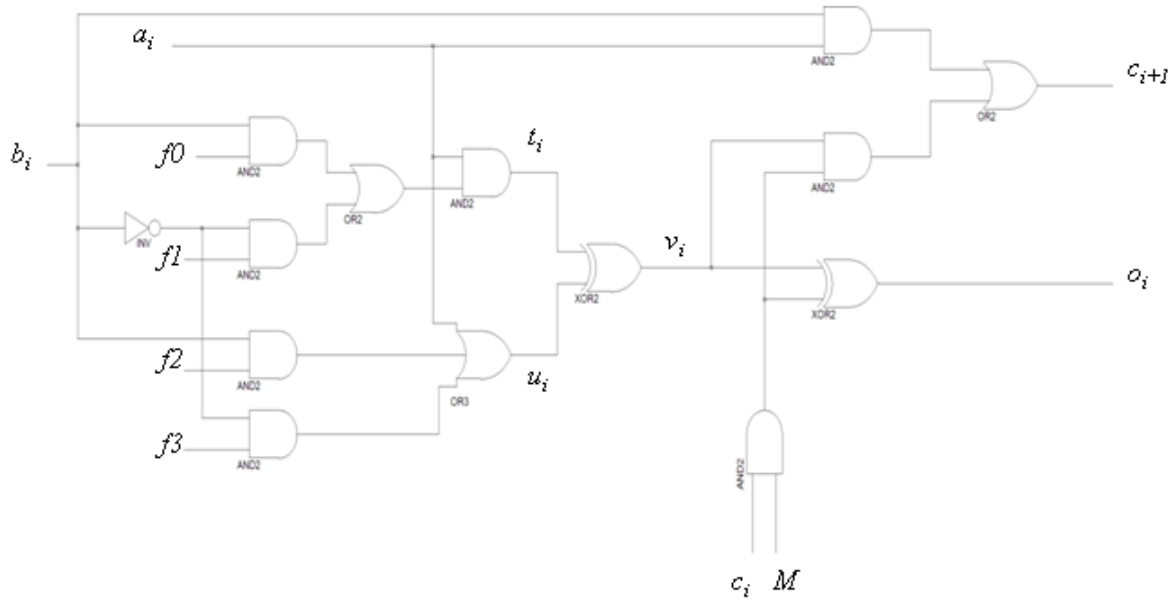 a_i
AND2
c_{i+1}
OR2
b_i
f0
AND2
t_i
OR2
AND2
AND2
INV
f1
AND2
v_i
XOR2
o_i
XOR2
f2
AND2
u_i
OR3
f3
AND2
AND2
c_i M